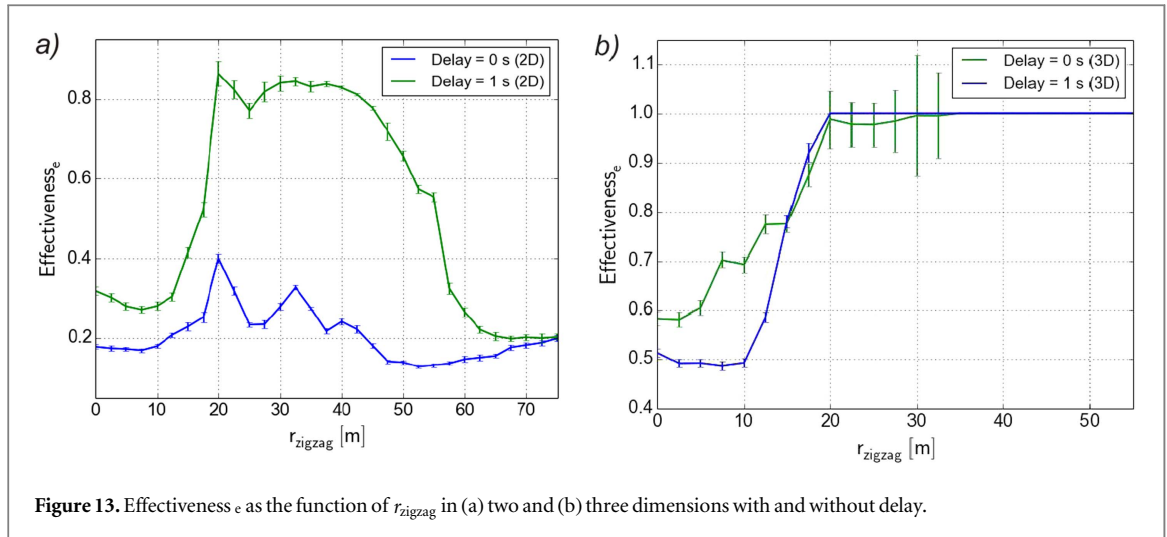 a)
Delay = 0 s (2D)
Delay = 1 s (2D)
Effectiveness_e
0.8
0.6
0.4
0.2
0 10 20 30 40 50 60 70
r_zigzag [m]
b)
Delay = 0 s (3D)
Delay = 1 s (3D)
Effectiveness_e
1.1
1.0
0.9
0.8
0.7
0.6
0.5
0.4
0 10 20 30 40 50
r_zigzag [m]
Figure 13. Effectiveness e as the function of r_zigzag in (a) two and (b) three dimensions with and without delay.